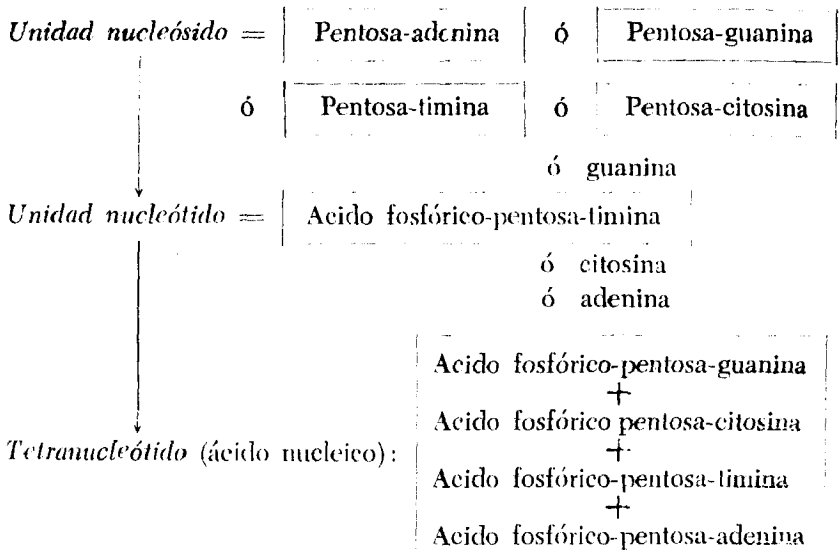 Unidad nucleósido = Pentosa-adenina ó Pentosa-guanina
ó Pentosa-timina ó Pentosa-citosina
ó guanina
Unidad nucleótido = Acido fosfórico-pentosa-timina
ó citosina
ó adenina
Acido fosfórico-pentosa-guanina
+
Acido fosfórico pentosa-citosina
+
Tetranucleótido (ácido nucleico):
Acido fosfórico-pentosa-timina
+
Acido fosfórico-pentosa-adenina